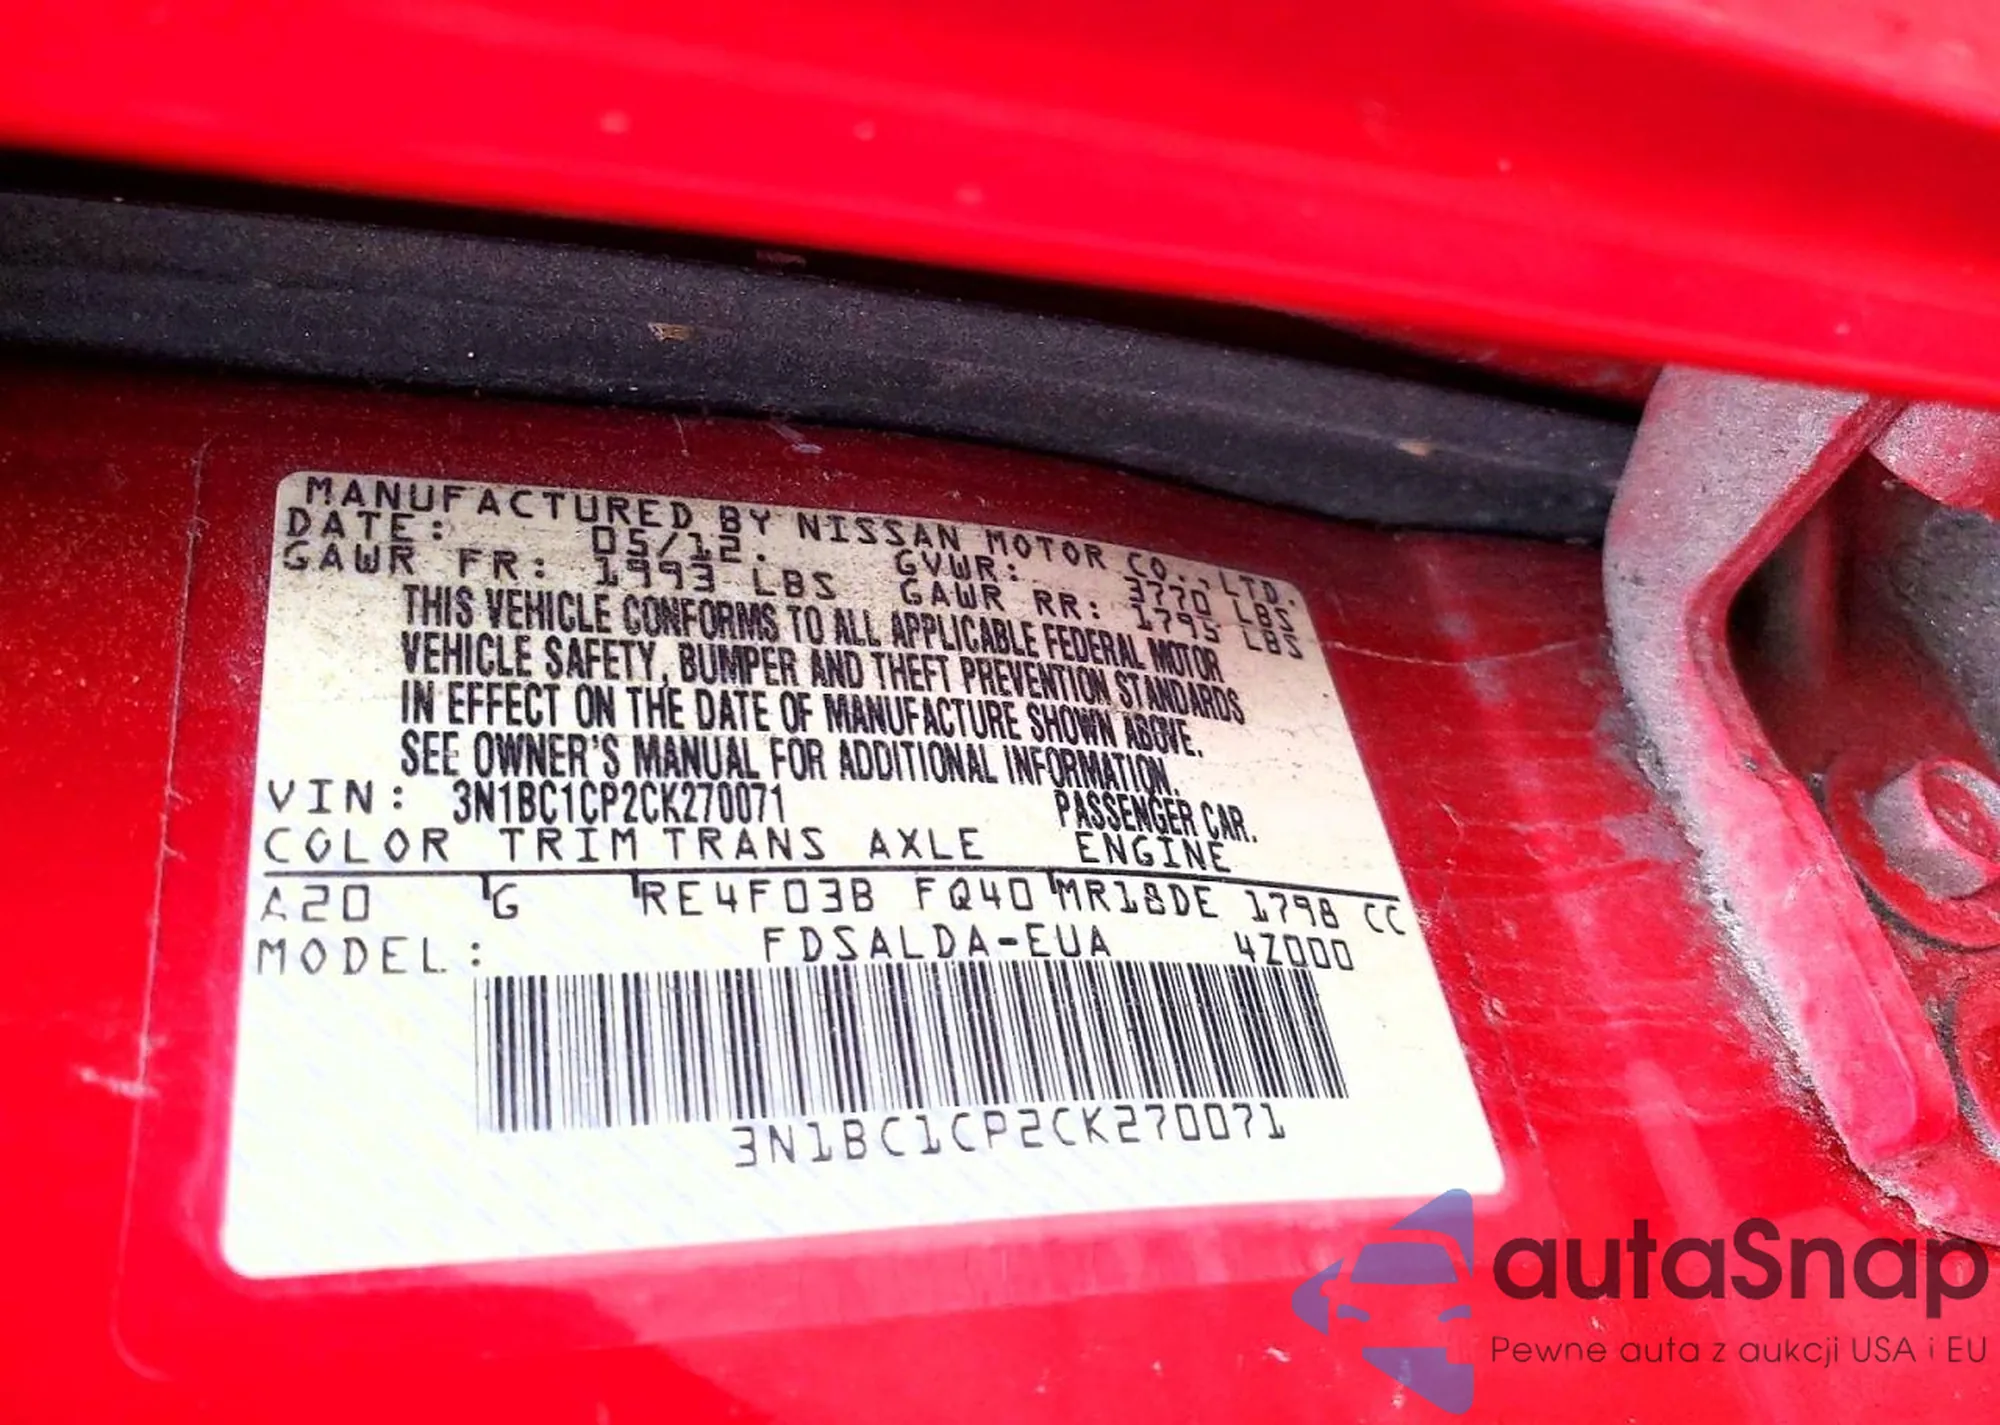 MANUFACTURED BY NISSAN MOTOR CO., LTD.
DATE: 05/12. GVWR: 3770 LBS
GAWR FR: 1993 LBS GAWR RR: 1795 LBS
THIS VEHICLE CONFORMS TO ALL APPLICABLE FEDERAL MOTOR
VEHICLE SAFETY, BUMPER AND THEFT PREVENTION STANDARDS
IN EFFECT ON THE DATE OF MANUFACTURE SHOWN ABOVE.
SEE OWNER'S MANUAL FOR ADDITIONAL INFORMATION.
VIN: 3N1BC1CP2CK270071 PASSENGER CAR.
COLOR TRIM TRANS AXLE ENGINE
A20 G RE4F03B FQ40 MR18DE 1798 CC
MODEL: FDSALDA-EUA 4Z000
3N1BC1CP2CK270071
autaSnap
Pewne auta z aukcji USA i EU